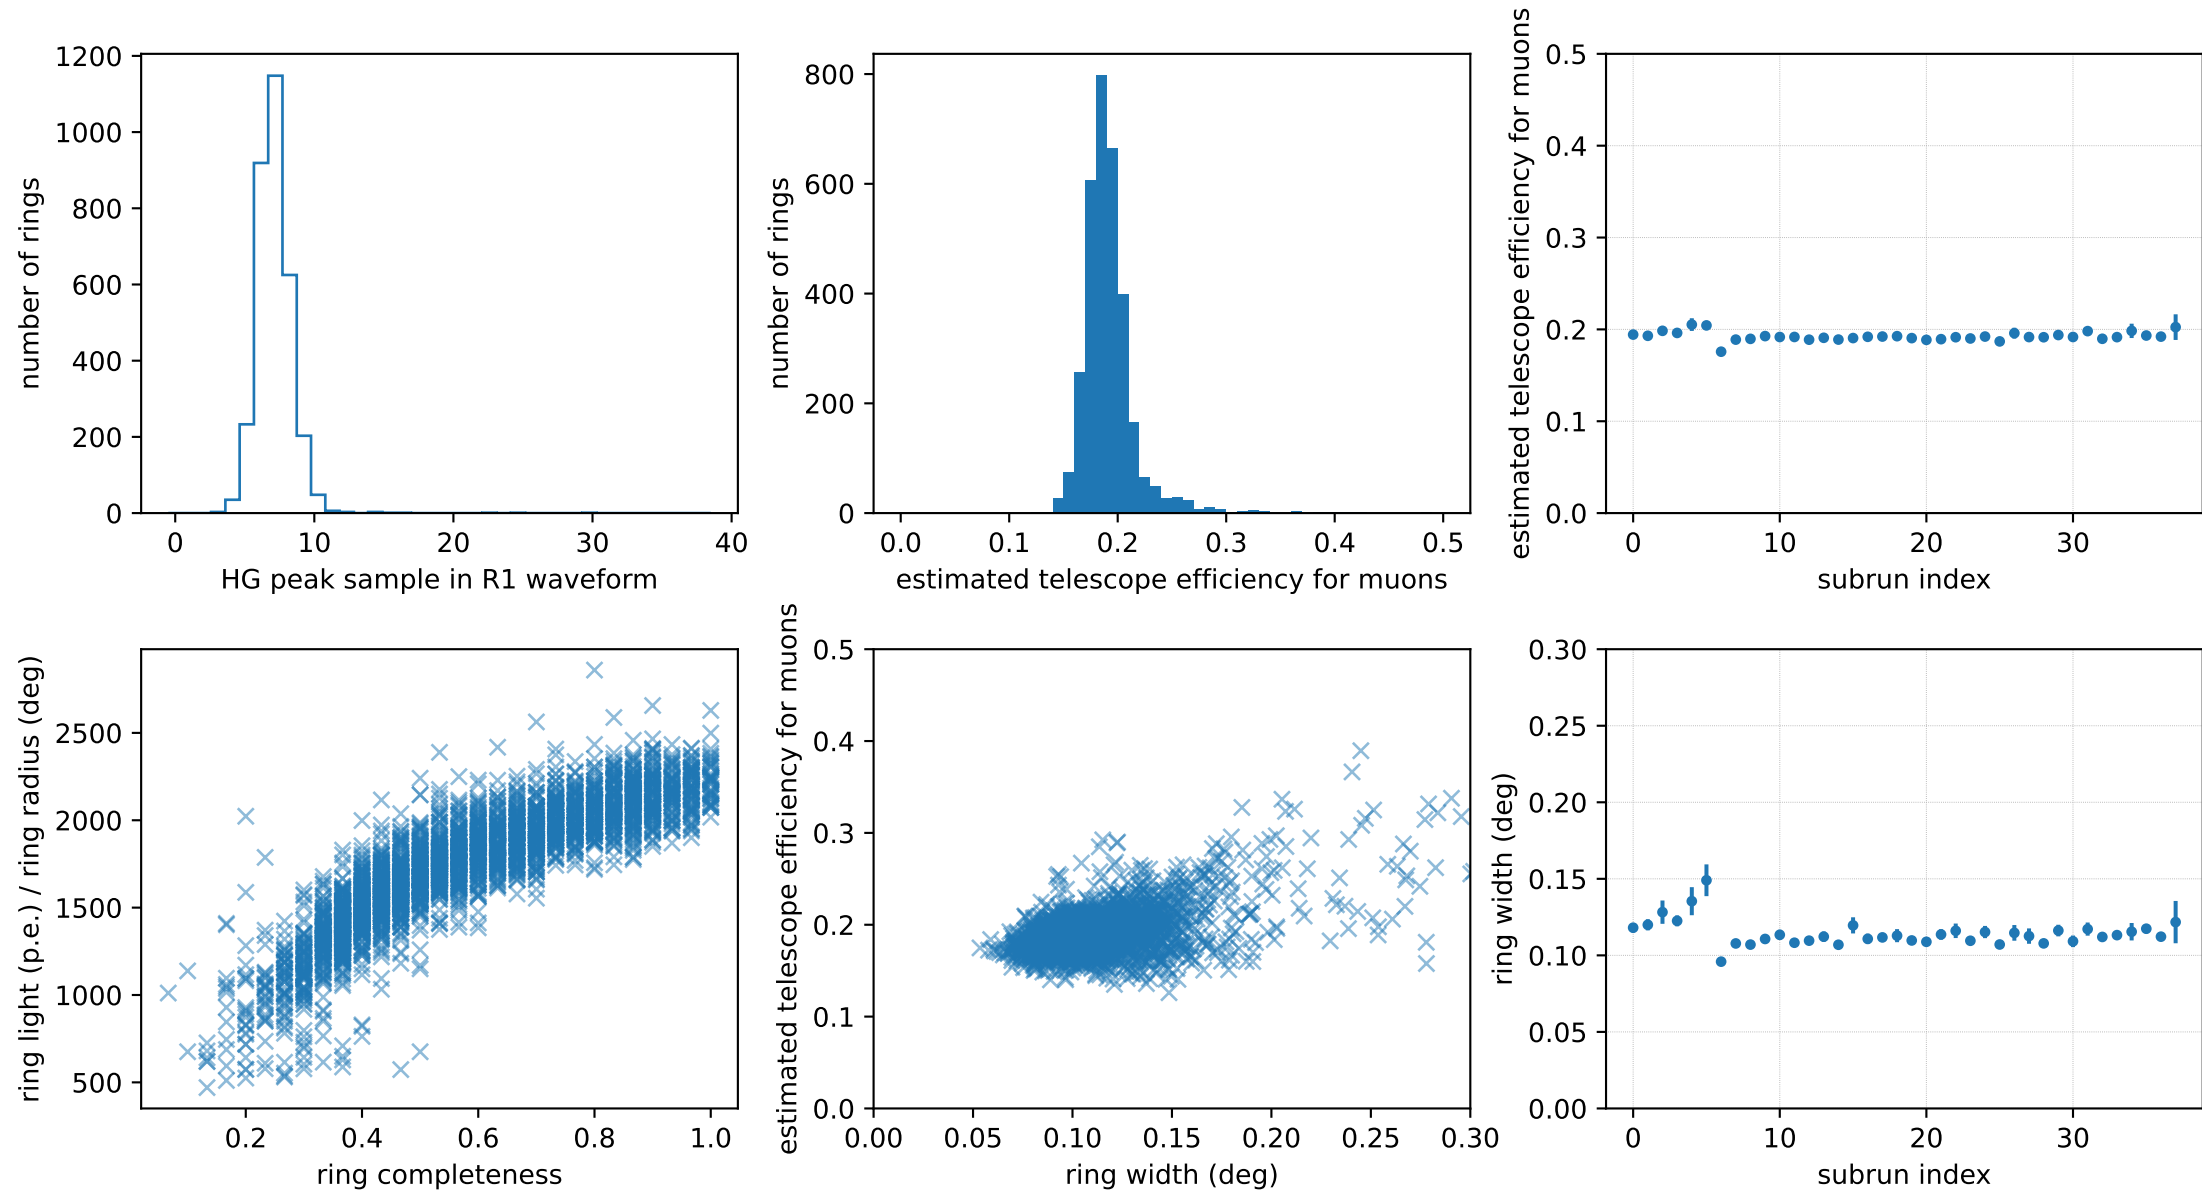 1200
1000
800
600
400
200
0
number of rings
0 10 20 30 40
HG peak sample in R1 waveform
800
600
400
200
0
number of rings
0.0 0.1 0.2 0.3 0.4 0.5
estimated telescope efficiency for muons
0.5
0.4
0.3
0.2
0.1
0.0
estimated telescope efficiency for muons
0 10 20 30
subrun index
2500
2000
1500
1000
500
ring light (p.e.) / ring radius (deg)
0.2 0.4 0.6 0.8 1.0
ring completeness
0.5
0.4
0.3
0.2
0.1
0.0
estimated telescope efficiency for muons
0.00 0.05 0.10 0.15 0.20 0.25 0.30
ring width (deg)
0.30
0.25
0.20
0.15
0.10
0.05
0.00
ring width (deg)
0 10 20 30
subrun index